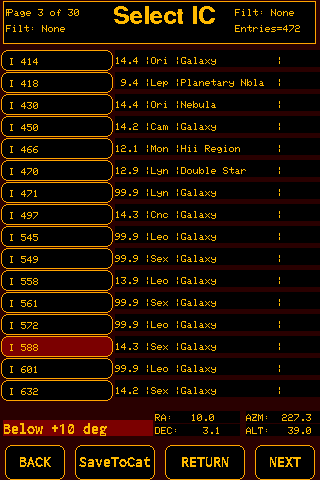 Page 3 of 30 Select IC Filt: None
Filt: None Entries=472
I 414 14.4 ¦Ori ¦Galaxy ¦
I 418 9.4 ¦Lep ¦Planetary Nbla ¦
I 430 14.4 ¦Ori ¦Nebula ¦
I 450 14.2 ¦Cam ¦Galaxy ¦
I 466 12.1 ¦Mon ¦Hii Region ¦
I 470 12.9 ¦Lyn ¦Double Star ¦
I 471 99.9 ¦Lyn ¦Galaxy ¦
I 497 14.3 ¦Cnc ¦Galaxy ¦
I 545 99.9 ¦Leo ¦Galaxy ¦
I 549 99.9 ¦Sex ¦Galaxy ¦
I 558 13.9 ¦Leo ¦Galaxy ¦
I 561 99.9 ¦Sex ¦Galaxy ¦
I 572 99.9 ¦Leo ¦Galaxy ¦
I 588 14.3 ¦Sex ¦Galaxy ¦
I 601 99.9 ¦Leo ¦Galaxy ¦
I 632 14.2 ¦Sex ¦Galaxy ¦
RA: 10.0 AZM: 227.3
Below +10 deg DEC: 3.1 ALT: 39.0
BACK SaveToCat RETURN NEXT